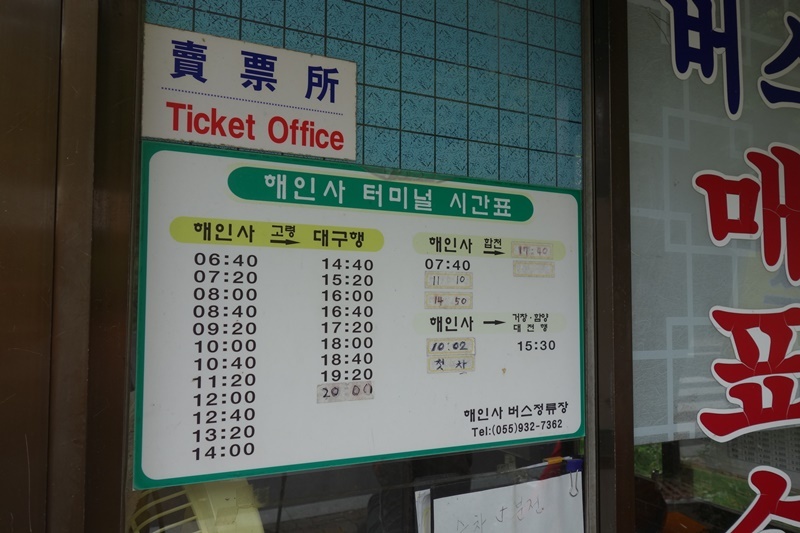 賣票所
Ticket Office
해인사 터미널 시간표
해인사 고령 → 대구행
06:40
07:20
08:00
08:40
09:20
10:00
10:40
11:20
12:00
12:40
13:20
14:00
14:40
15:20
16:00
16:40
17:20
18:00
18:40
19:20
20:00
해인사 → 합천
17:40
07:40
11:10
14:50
해인사 → 거창·함양
대전행
10:02
첫차
15:30
해인사 버스정류장
Tel:(055)932-7362
버스
매
표